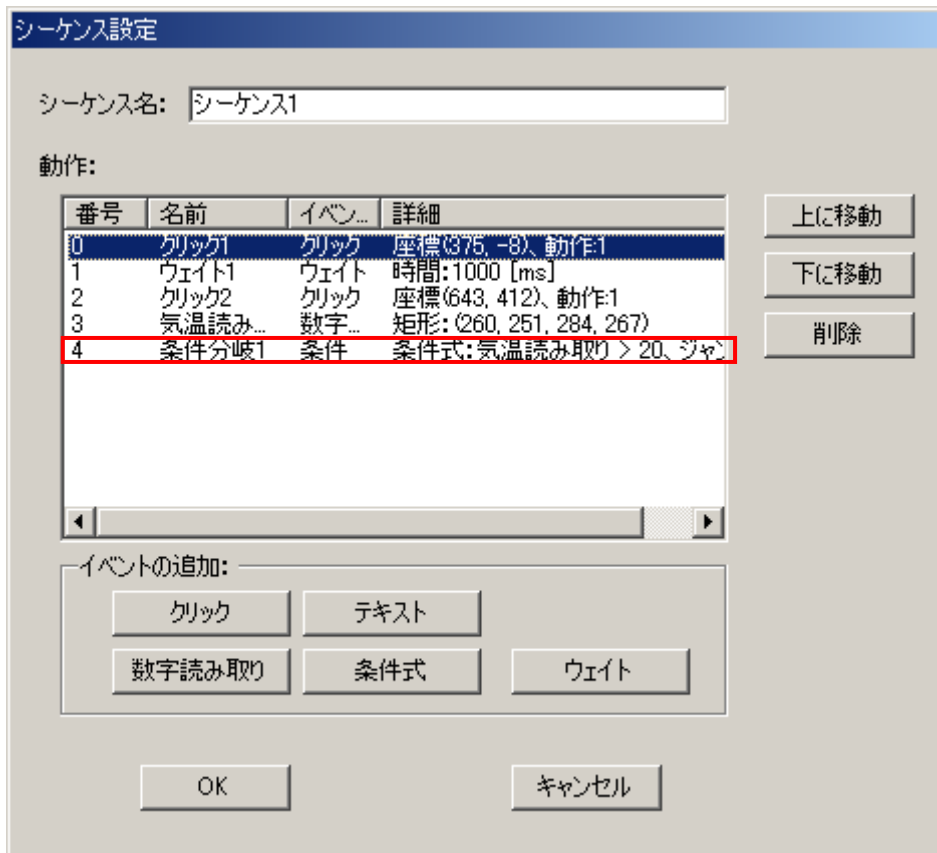 シーケンス設定
シーケンス名: シーケンス1
動作:
番号 名前 イベン... 詳細
0 クリック1 クリック 座標(375, -8)、動作:1
1 ウェイト1 ウェイト 時間:1000 [ms]
2 クリック2 クリック 座標(643, 412)、動作:1
3 気温読み... 数字... 矩形: (260, 251, 284, 267)
4 条件分岐1 条件 条件式:気温読み取り > 20、ジャン
上に移動
下に移動
削除
イベントの追加:
クリック テキスト
数字読み取り 条件式 ウェイト
OK キャンセル